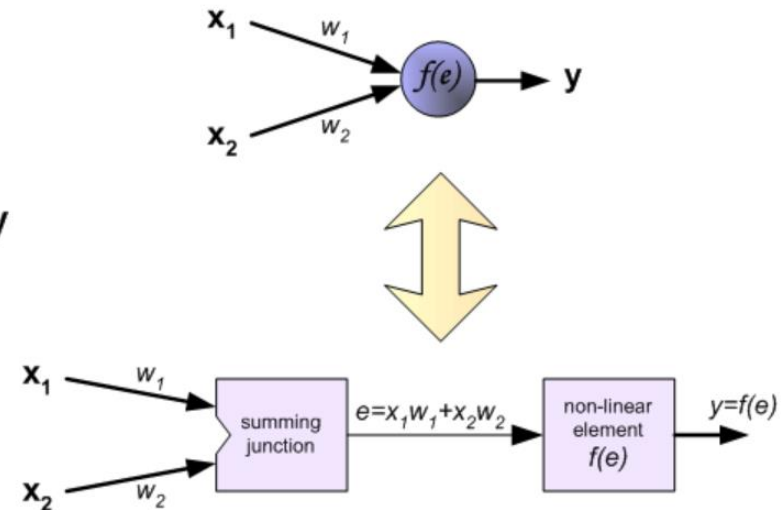 x₁
w₁
f(e)
y
x₂
w₂
x₁
w₁
summing
junction
e=x₁w₁+x₂w₂
non-linear
element
f(e)
y=f(e)
x₂
w₂